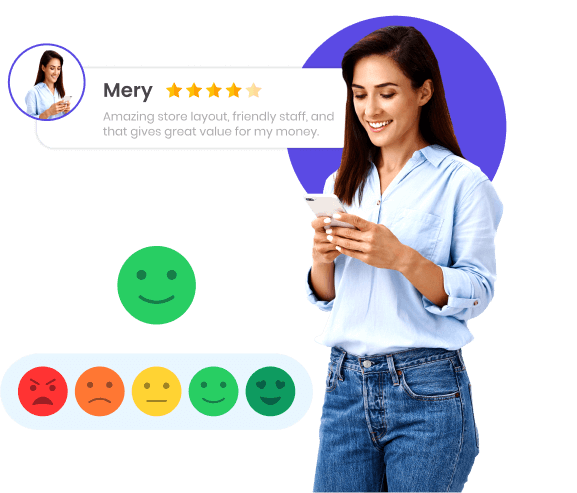 Mery
Amazing store layout, friendly staff, and
that gives great value for my money.